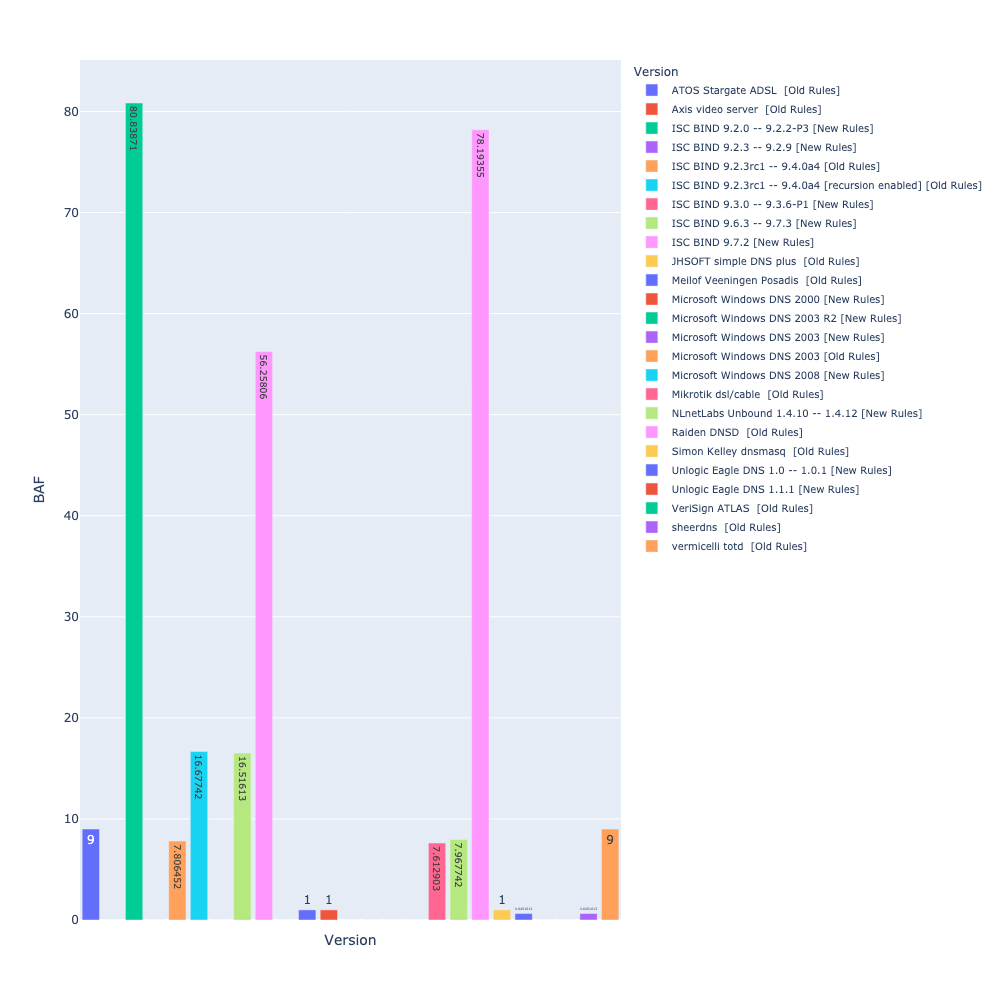 BAF
80
70
60
50
40
30
20
10
0
9
80.83871
7.806452
16.67742
16.51613
56.25806
1
1
7.612903
7.967742
78.19355
1
9
Version
Version
ATOS Stargate ADSL [Old Rules]
Axis video server [Old Rules]
ISC BIND 9.2.0 -- 9.2.2-P3 [New Rules]
ISC BIND 9.2.3 -- 9.2.9 [New Rules]
ISC BIND 9.2.3rc1 -- 9.4.0a4 [Old Rules]
ISC BIND 9.2.3rc1 -- 9.4.0a4 [recursion enabled] [Old Rules]
ISC BIND 9.3.0 -- 9.3.6-P1 [New Rules]
ISC BIND 9.6.3 -- 9.7.3 [New Rules]
ISC BIND 9.7.2 [New Rules]
JHSOFT simple DNS plus [Old Rules]
Meilof Veeningen Posadis [Old Rules]
Microsoft Windows DNS 2000 [New Rules]
Microsoft Windows DNS 2003 R2 [New Rules]
Microsoft Windows DNS 2003 [New Rules]
Microsoft Windows DNS 2003 [Old Rules]
Microsoft Windows DNS 2008 [New Rules]
Mikrotik dsl/cable [Old Rules]
NLnetLabs Unbound 1.4.10 -- 1.4.12 [New Rules]
Raiden DNSD [Old Rules]
Simon Kelley dnsmasq [Old Rules]
Unlogic Eagle DNS 1.0 -- 1.0.1 [New Rules]
Unlogic Eagle DNS 1.1.1 [New Rules]
VeriSign ATLAS [Old Rules]
sheerdns [Old Rules]
vermicelli totd [Old Rules]